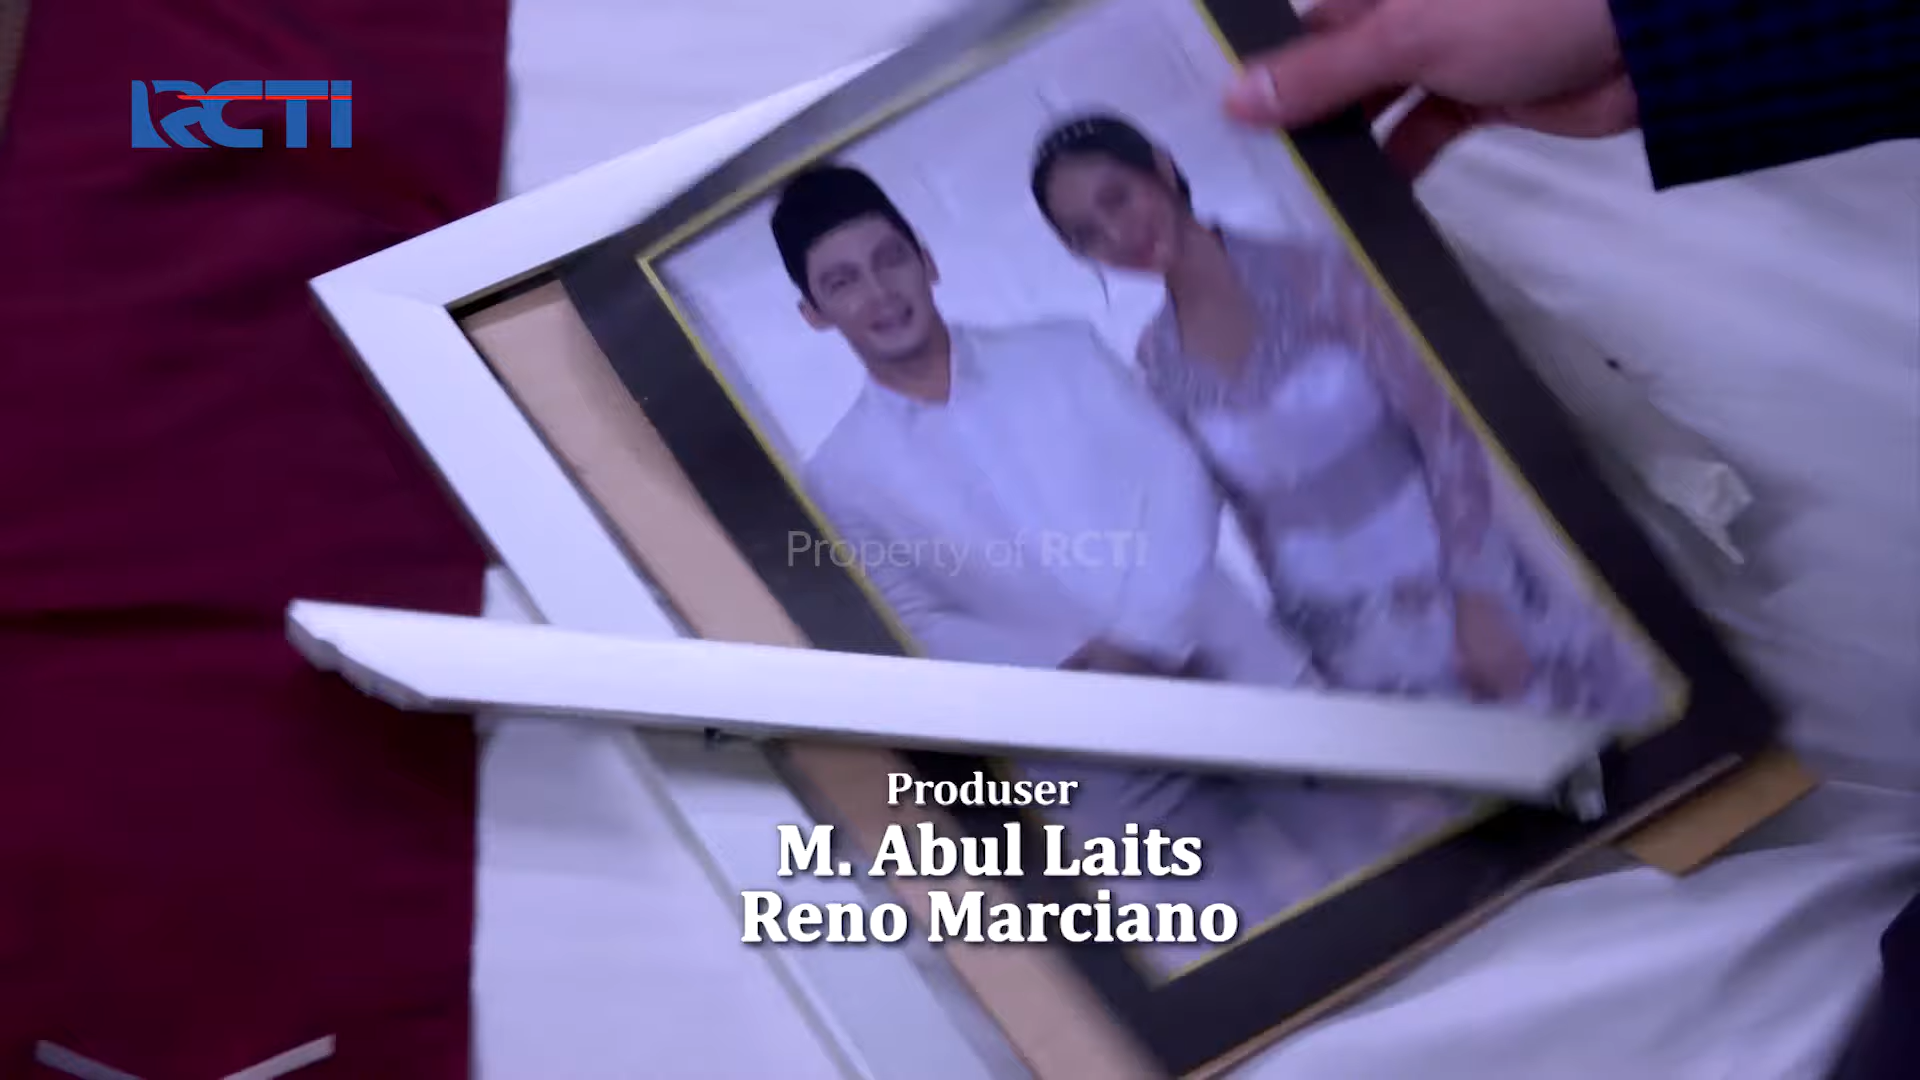 RCTI
Property of RCTI
Produser
M. Abul Laits
Reno Marciano